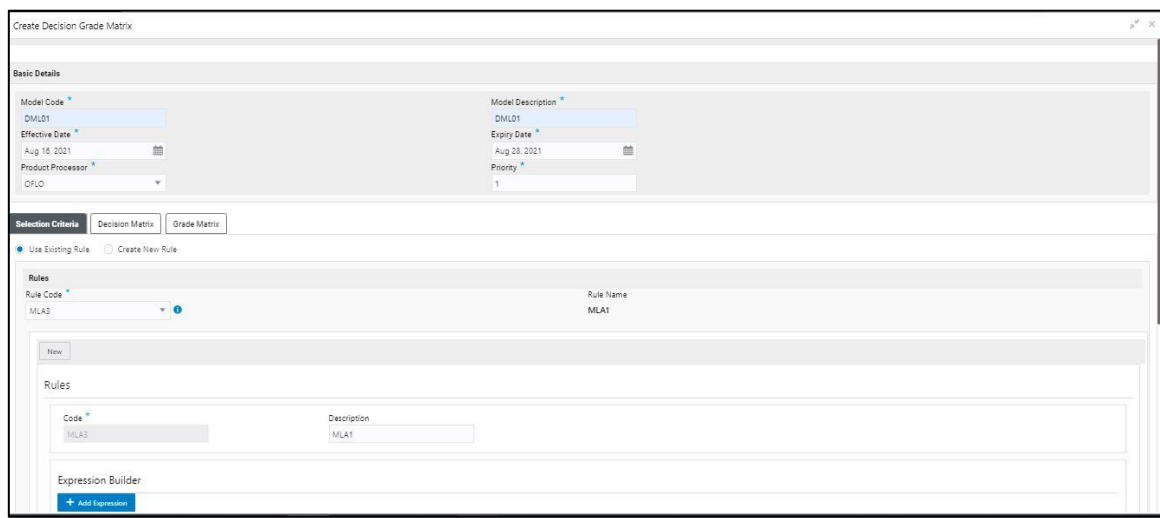 Create Decision Grade Matrix
Basic Details
Model Code * Model Description *
DML01 DML01
Effective Date * Expiry Date *
Aug 16, 2021 Aug 28, 2021
Product Processor * Priority *
OFLO 1
Selection Criteria Decision Matrix Grade Matrix
Use Existing Rule Create New Rule
Rules
Rule Code * Rule Name
MLA3 MLA1
New
Rules
Code * Description
MLA3 MLA1
Expression Builder
+ Add Expression